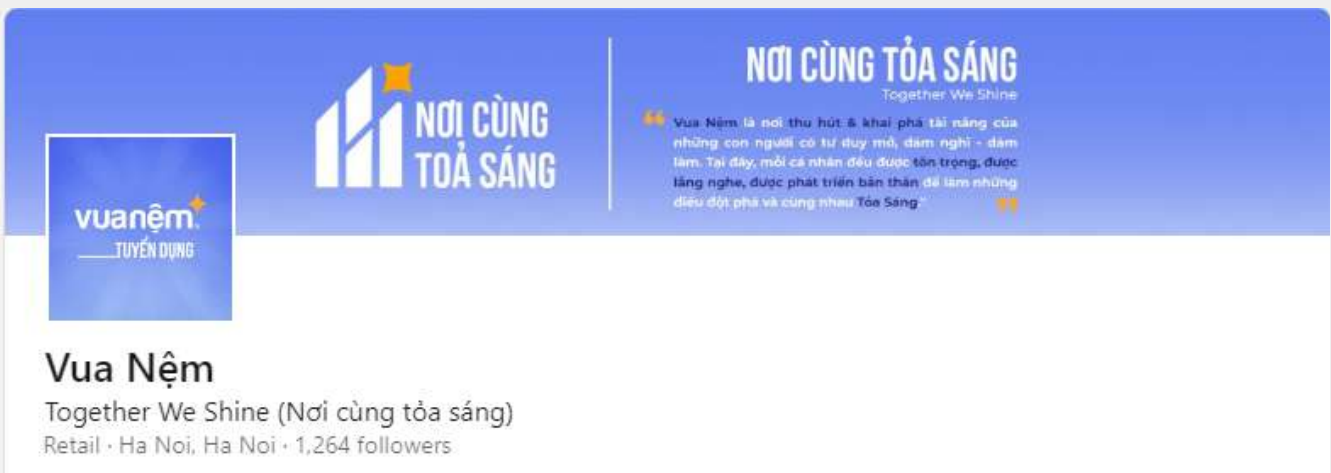 NƠI CÙNG
TOẢ SÁNG
NƠI CÙNG TỎA SÁNG
Together We Shine
“ Vua Nệm là nơi thu hút & khai phá tài năng của
những con người có tư duy mở, dám nghĩ - dám
làm. Tại đây, mỗi cá nhân đều được tôn trọng, được
lắng nghe, được phát triển bản thân để làm những
điều đột phá và cùng nhau Tỏa Sáng."
vuanệm
TUYỂN DỤNG
Vua Nệm
Together We Shine (Nơi cùng tỏa sáng)
Retail · Ha Noi, Ha Noi · 1,264 followers